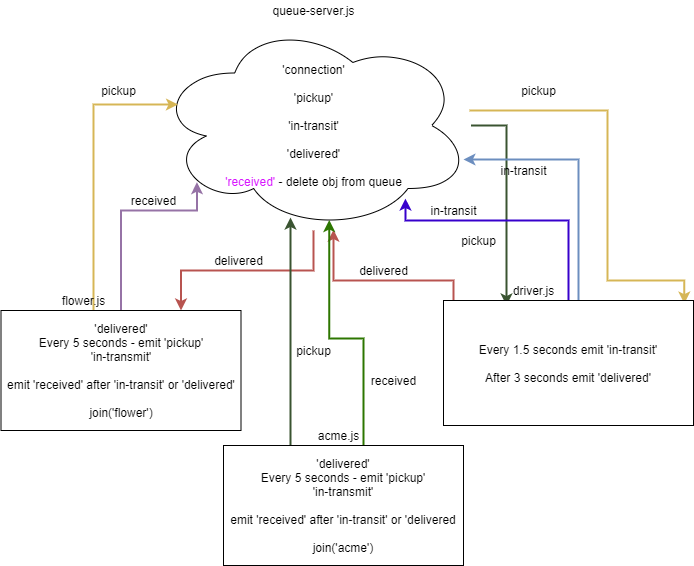 queue-server.js
'connection'
'pickup'
'in-transit'
'delivered'
'received' - delete obj from queue
pickup
pickup
in-transit
received
in-transit
pickup
delivered
delivered
flower.js
'delivered'
Every 5 seconds - emit 'pickup'
'in-transmit'
emit 'received' after 'in-transit' or 'delivered'
join('flower')
driver.js
Every 1.5 seconds emit 'in-transit'
After 3 seconds emit 'delivered'
pickup
received
acme.js
'delivered'
Every 5 seconds - emit 'pickup'
'in-transmit'
emit 'received' after 'in-transit' or 'delivered
join('acme')